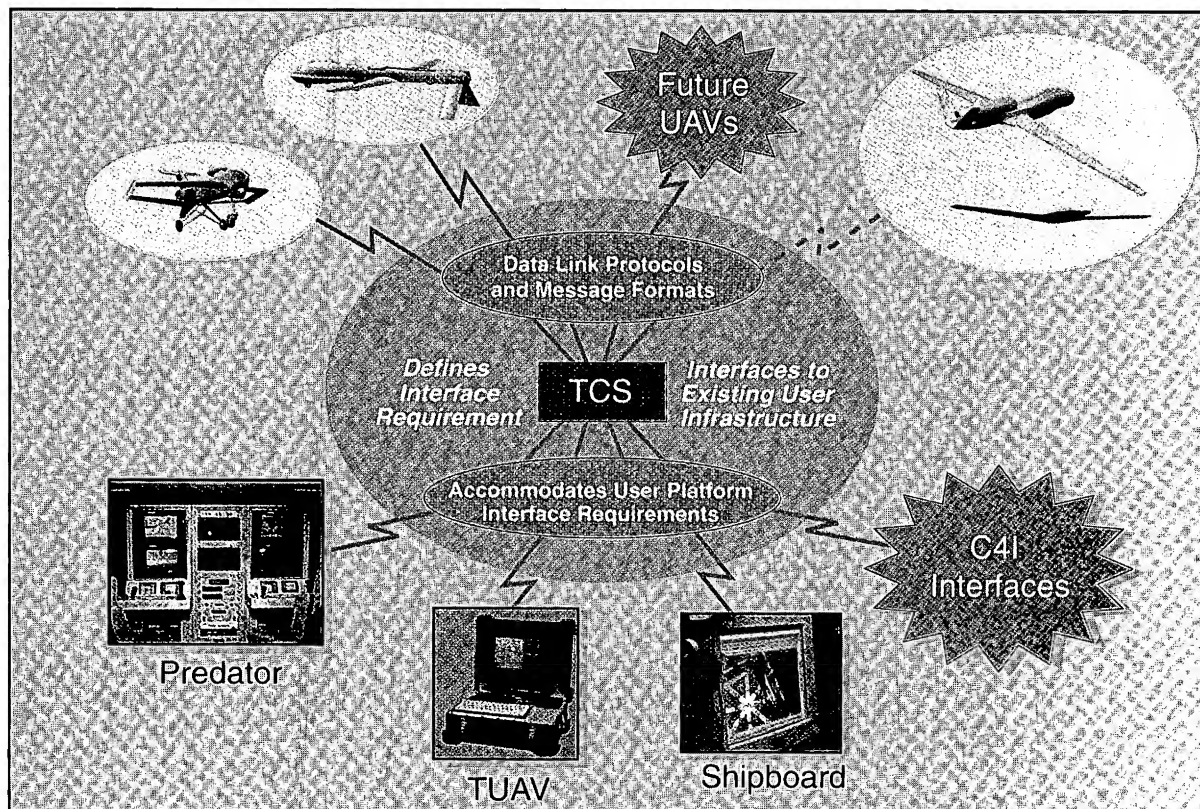 Future
UAVs
Data Link Protocols
and Message Formats
Defines
Interface
Requirement
TCS
Interfaces to
Existing User
Infrastructure
Accommodates User Platform
Interface Requirements
C4I
Interfaces
Predator
TUAV
Shipboard